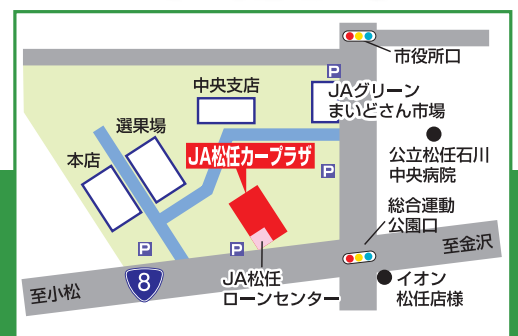 市役所口
P
中央支店
JAグリーン
まいどさん市場
選果場
本店
JA松任カープラザ
公立松任石川
中央病院
P
総合運動
公園口
至金沢
P
P
8
JA松任
ローンセンター
イオン
松任店様
至小松